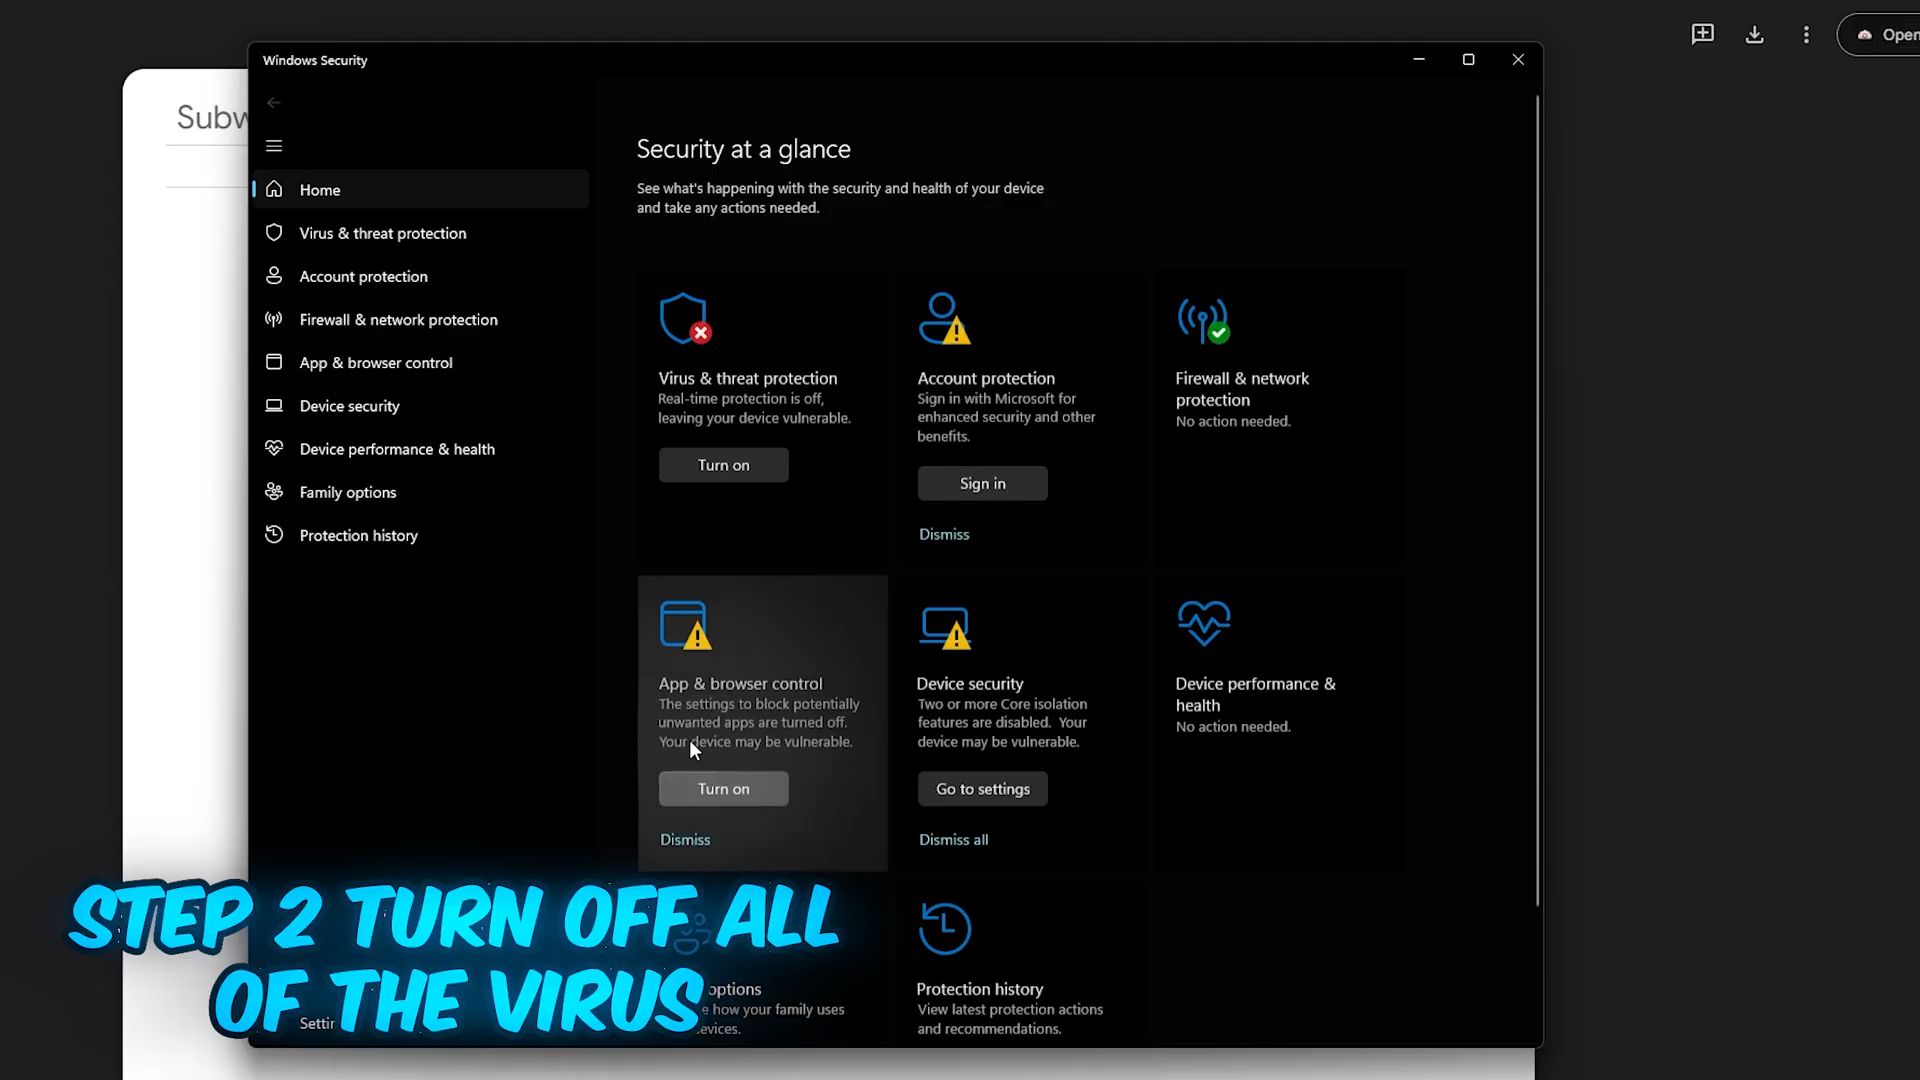 Open
Windows Security
Subw
Home
Virus & threat protection
Account protection
Firewall & network protection
App & browser control
Device security
Device performance & health
Family options
Protection history
Security at a glance
See what's happening with the security and health of your device
and take any actions needed.
Virus & threat protection
Real-time protection is off,
leaving your device vulnerable.
Turn on
Account protection
Sign in with Microsoft for
enhanced security and other
benefits.
Sign in
Dismiss
Firewall & network
protection
No action needed.
App & browser control
The settings to block potentially
unwanted apps are turned off.
Your device may be vulnerable.
Turn on
Dismiss
Device security
Two or more Core isolation
features are disabled. Your
device may be vulnerable.
Go to settings
Dismiss all
Device performance &
health
No action needed.
options
how your family uses
evices.
Protection history
View latest protection actions
and recommendations.
Settin
STEP 2 TURN OFF ALL
OF THE VIRUS